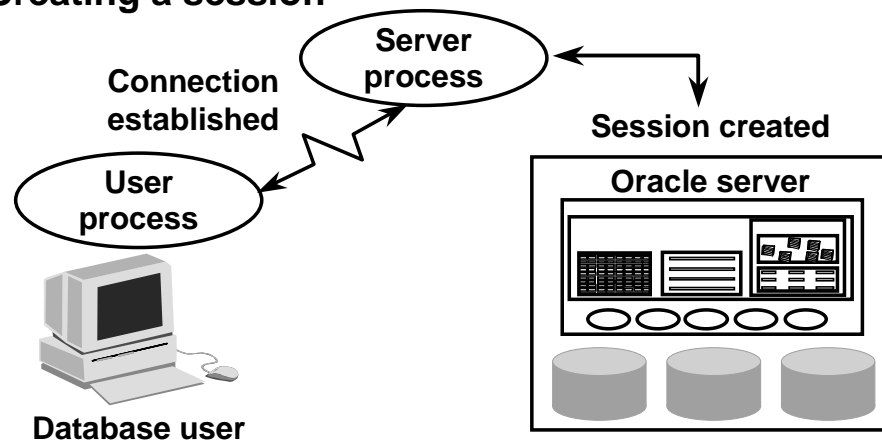 Creating a session
Server
process
Connection
established
Session created
User
process
Oracle server
Database user